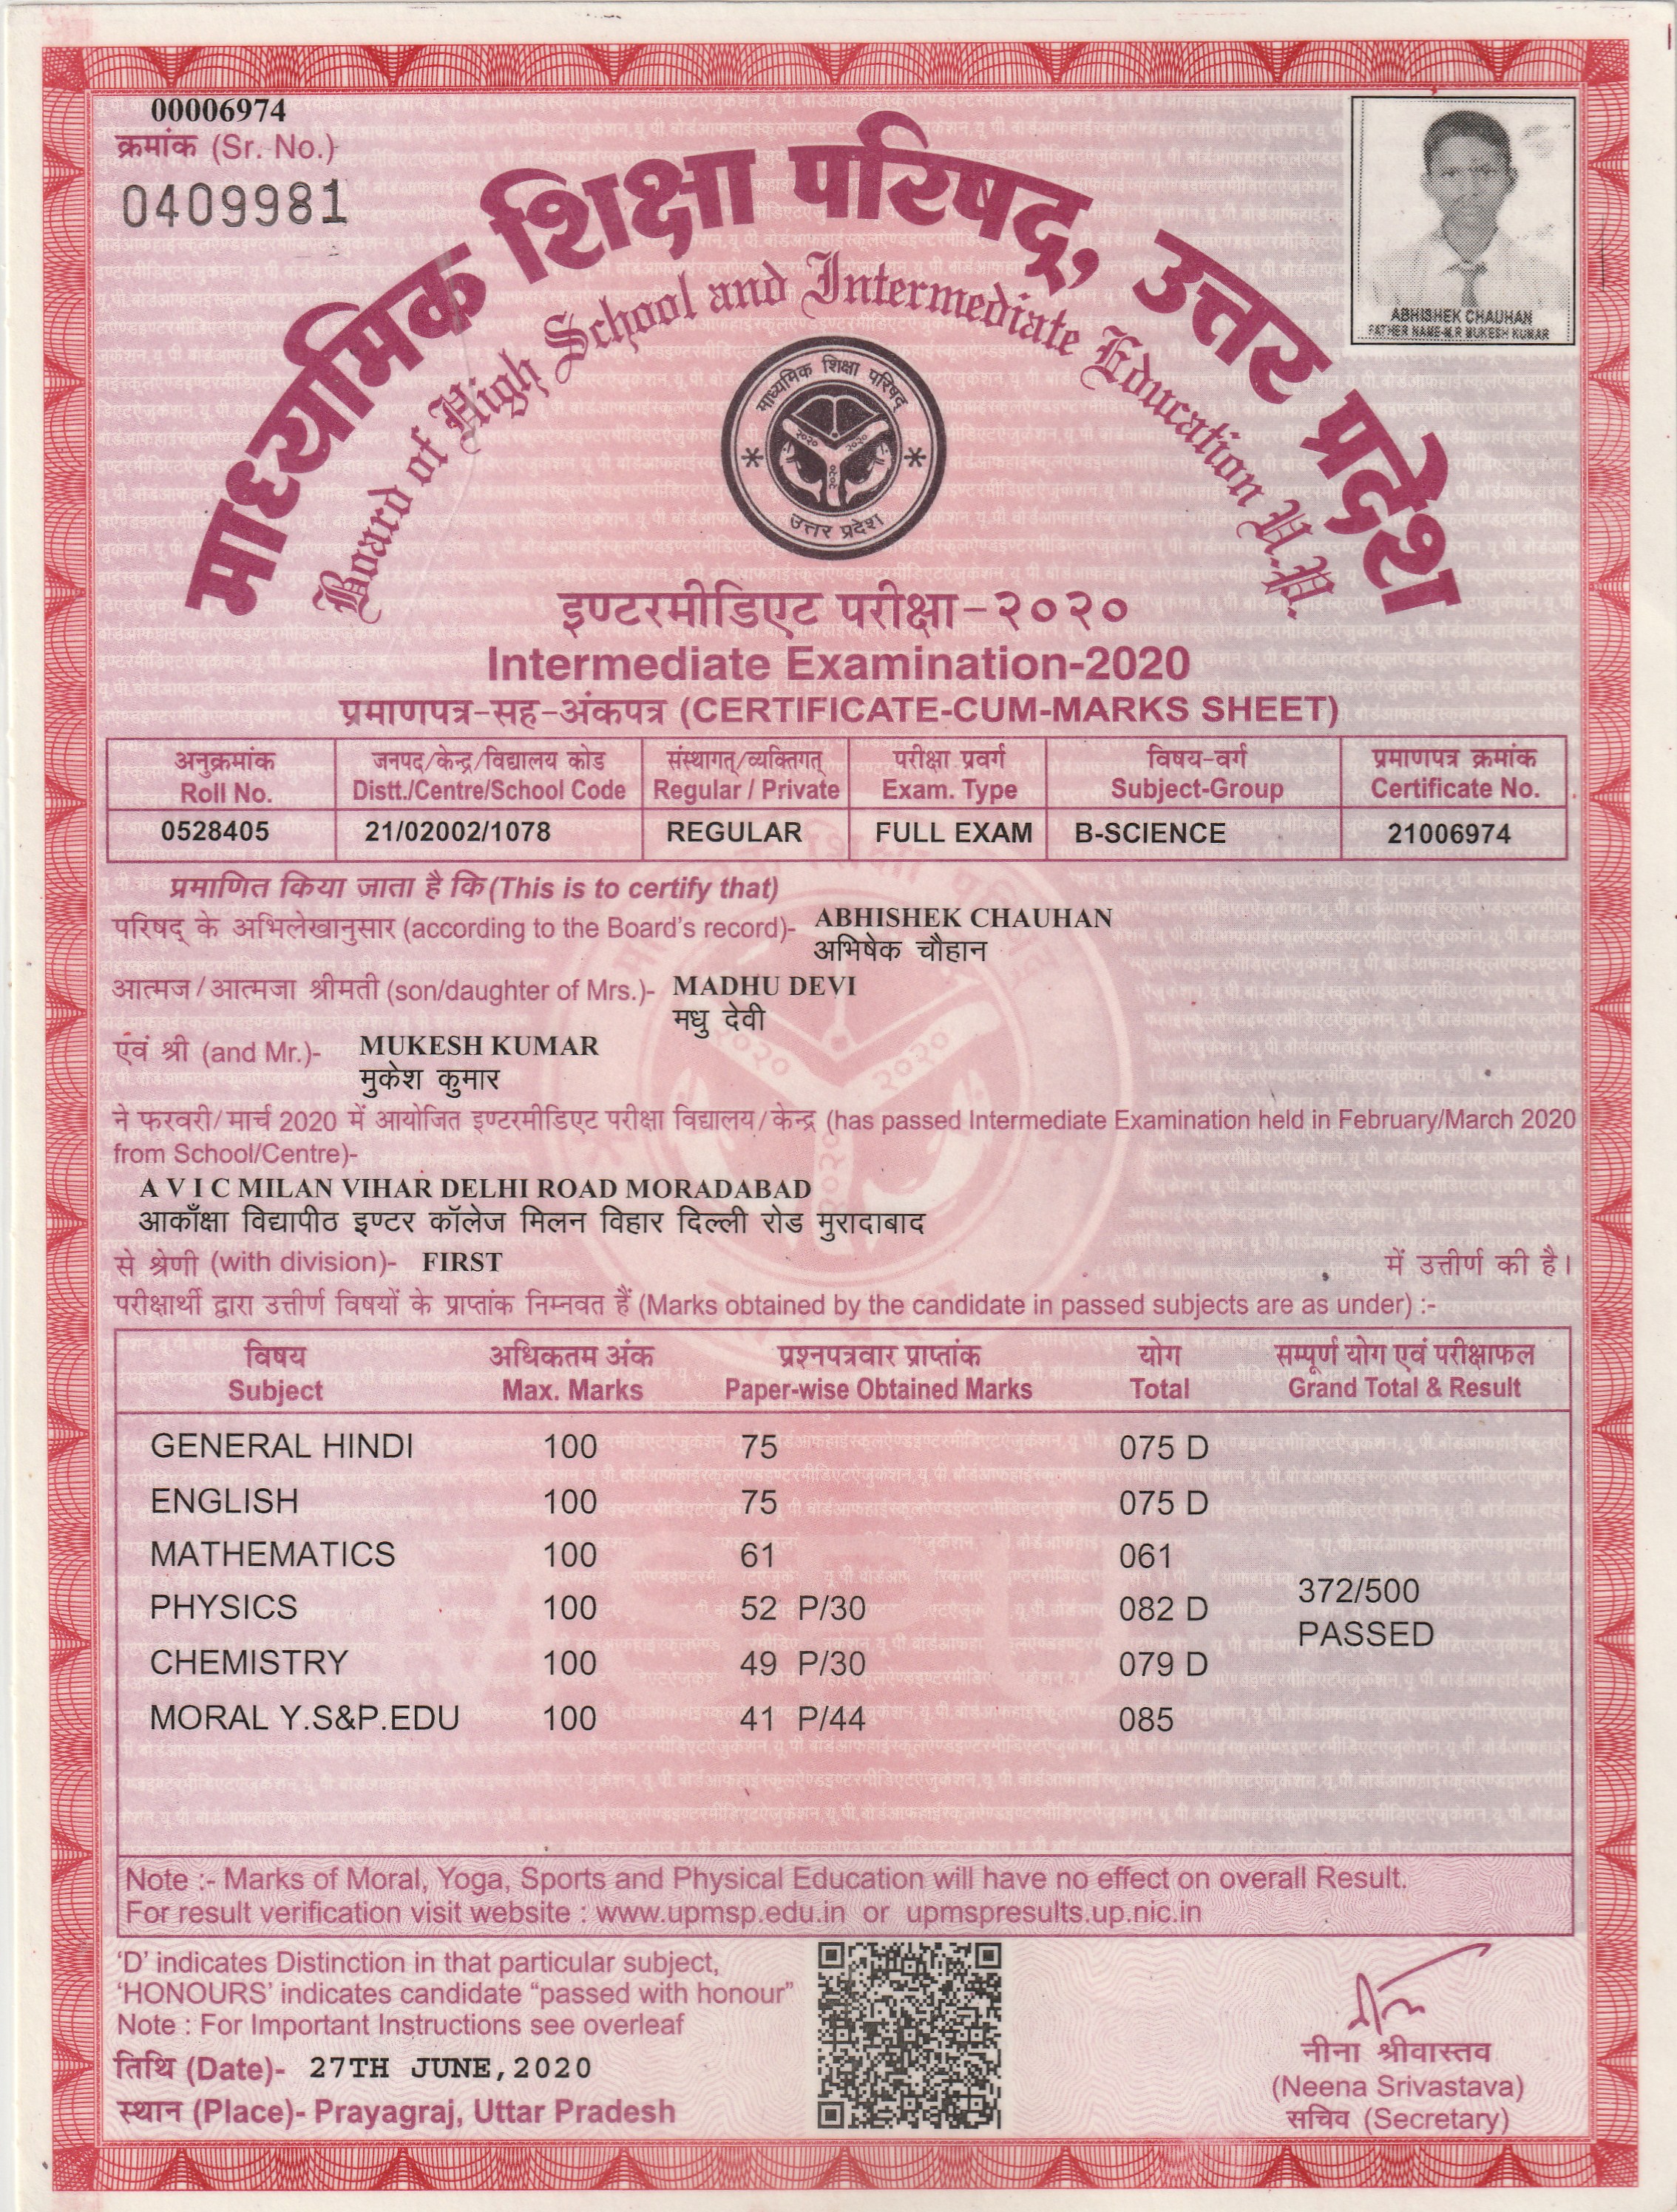 00006974
क्रमांक (Sr. No.)
0409981
माध्यमिक शिक्षा परिषद्, उत्तर प्रदेश
Board of High School and Intermediate Education U.P.
ABHISHEK CHAUHAN
FATHER NAME-M.R MUKESH KUMAR
माध्यमिक शिक्षा परिषद्
२०२० २०२०
२०२०
उत्तर प्रदेश
इण्टरमीडिएट परीक्षा-२०२०
Intermediate Examination-2020
प्रमाणपत्र-सह-अंकपत्र (CERTIFICATE-CUM-MARKS SHEET)
अनुक्रमांक जनपद/केन्द्र/विद्यालय कोड संस्थागत्/व्यक्तिगत् परीक्षा प्रवर्ग विषय-वर्ग प्रमाणपत्र क्रमांक
Roll No. Distt./Centre/School Code Regular / Private Exam. Type Subject-Group Certificate No.
0528405 21/02002/1078 REGULAR FULL EXAM B-SCIENCE 21006974
प्रमाणित किया जाता है कि (This is to certify that)
परिषद् के अभिलेखानुसार (according to the Board's record)- ABHISHEK CHAUHAN
अभिषेक चौहान
आत्मज/आत्मजा श्रीमती (son/daughter of Mrs.)- MADHU DEVI
मधु देवी
एंवं श्री (and Mr.)- MUKESH KUMAR
मुकेश कुमार
ने फरवरी/मार्च 2020 में आयोजित इण्टरमीडिएट परीक्षा विद्यालय/केन्द्र (has passed Intermediate Examination held in February/March 2020
from School/Centre)-
A V I C MILAN VIHAR DELHI ROAD MORADABAD
आकाँक्षा विद्यापीठ इण्टर कॉलेज मिलन विहार दिल्ली रोड मुरादाबाद
से श्रेणी (with division)- FIRST में उत्तीर्ण की है।
परीक्षार्थी द्वारा उत्तीर्ण विषयों के प्राप्तांक निम्नवत हैं (Marks obtained by the candidate in passed subjects are as under) :-
विषय अधिकतम अंक प्रश्नपत्रवार प्राप्तांक योग सम्पूर्ण योग एवं परीक्षाफल
Subject Max. Marks Paper-wise Obtained Marks Total Grand Total & Result
GENERAL HINDI 100 75 075 D
ENGLISH 100 75 075 D
MATHEMATICS 100 61 061
PHYSICS 100 52 P/30 082 D
372/500
PASSED
CHEMISTRY 100 49 P/30 079 D
MORAL Y.S&P.EDU 100 41 P/44 085
Note :- Marks of Moral, Yoga, Sports and Physical Education will have no effect on overall Result.
For result verification visit website : www.upmsp.edu.in or upmspresults.up.nic.in
'D' indicates Distinction in that particular subject,
'HONOURS' indicates candidate "passed with honour"
Note : For Important Instructions see overleaf
तिथि (Date)- 27TH JUNE,2020
स्थान (Place)- Prayagraj, Uttar Pradesh
नीना श्रीवास्तव
(Neena Srivastava)
सचिव (Secretary)